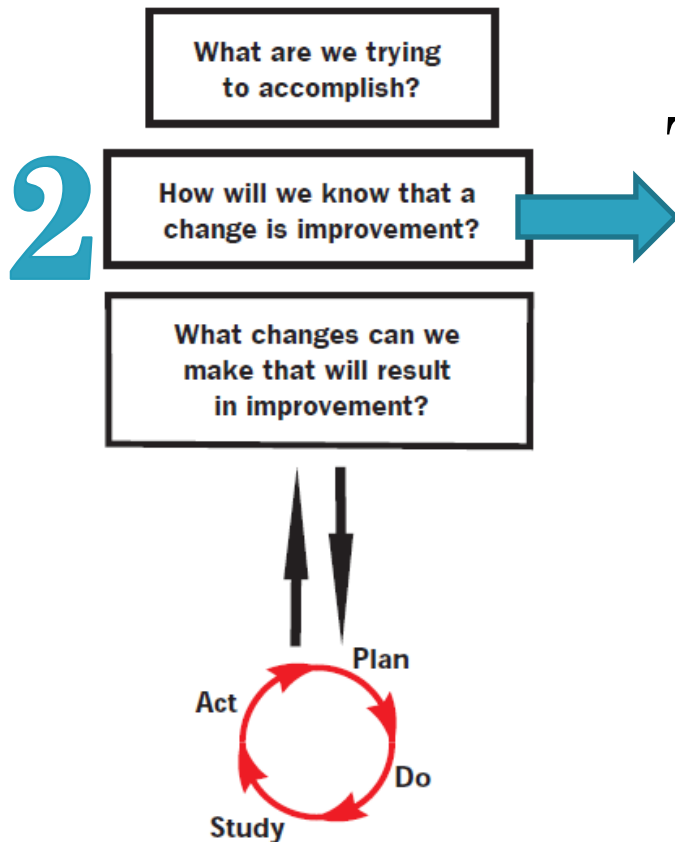 What are we trying
to accomplish?
2
How will we know that a
change is improvement?
What changes can we
make that will result
in improvement?
Plan
Act
Do
Study